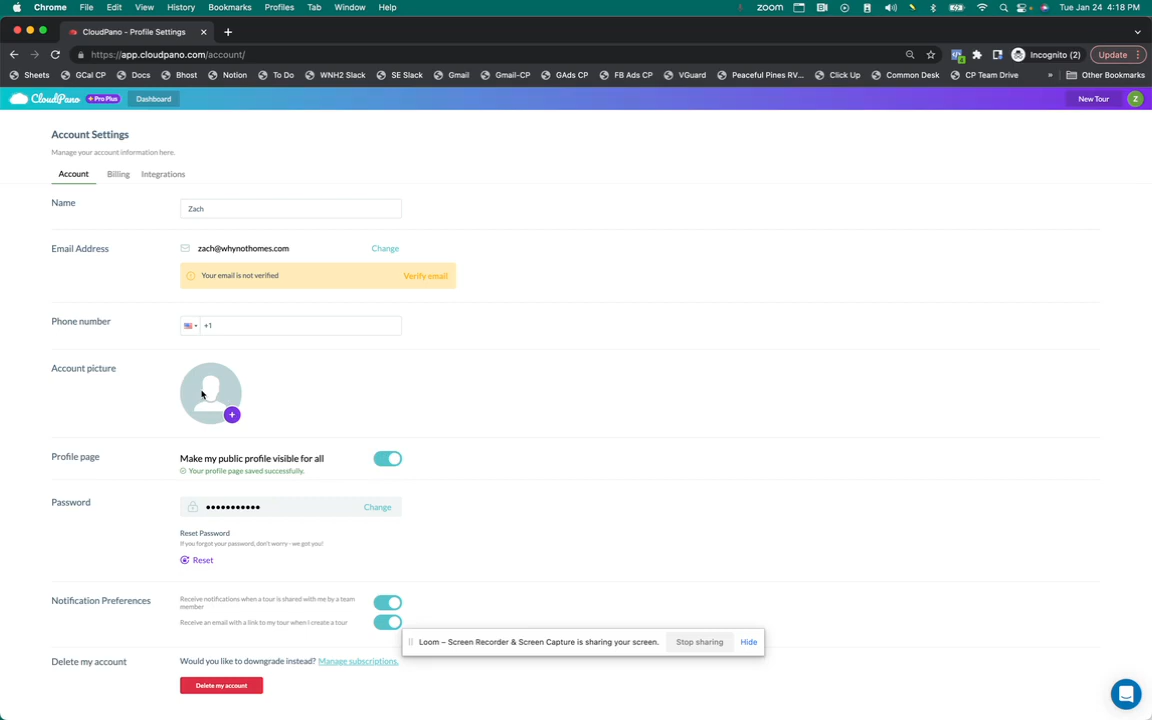 Chrome File Edit View History Bookmarks Profiles Tab Window Help zoom Tue Jan 24 4:18 PM
CloudPano - Profile Settings
https://app.cloudpano.com/account/ Incognito (2) Update
Sheets GCal CP Docs Bhost Notion To Do WNH2 Slack SE Slack Gmail Gmail-CP GAds CP FB Ads CP VGuard Peaceful Pines RV... Click Up Common Desk CP Team Drive » Other Bookmarks
CloudPano + Pro Plus Dashboard New Tour Z
Account Settings
Manage your account information here.
Account Billing Integrations
Name Zach
Email Address zach@whynothomes.com Change
Your email is not verified Verify email
Phone number +1
Account picture
Profile page Make my public profile visible for all
Your profile page saved successfully.
Password ••••••••••• Change
Reset Password
If you forgot your password, don't worry - we got you!
Reset
Notification Preferences Receive notifications when a tour is shared with me by a team
member
Receive an email with a link to my tour when I create a tour
Loom – Screen Recorder & Screen Capture is sharing your screen. Stop sharing Hide
Delete my account Would you like to downgrade instead? Manage subscriptions.
Delete my account